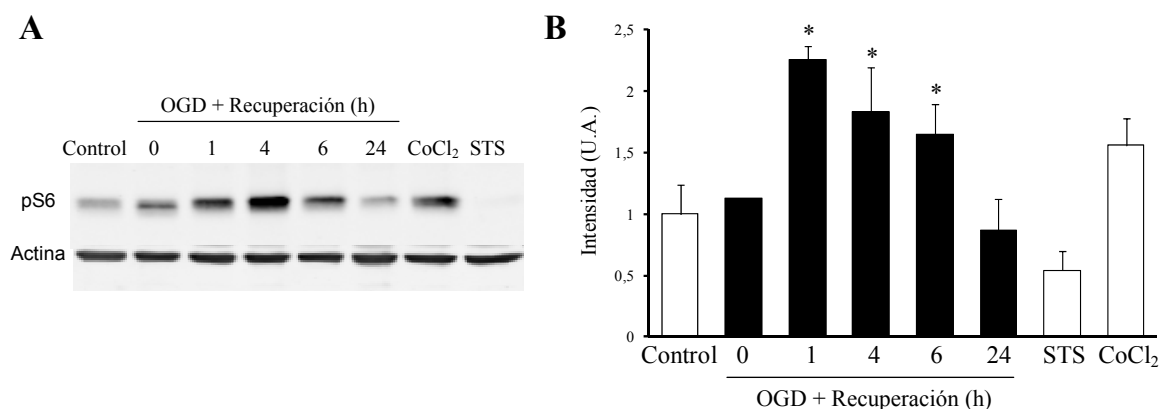 A
OGD + Recuperación (h)
Control 0 1 4 6 24 CoCl₂ STS
pS6
Actina
B
Intensidad (U.A.)
2,5
2
1,5
1
0,5
0
* * *
Control 0 1 4 6 24 STS CoCl₂
OGD + Recuperación (h)